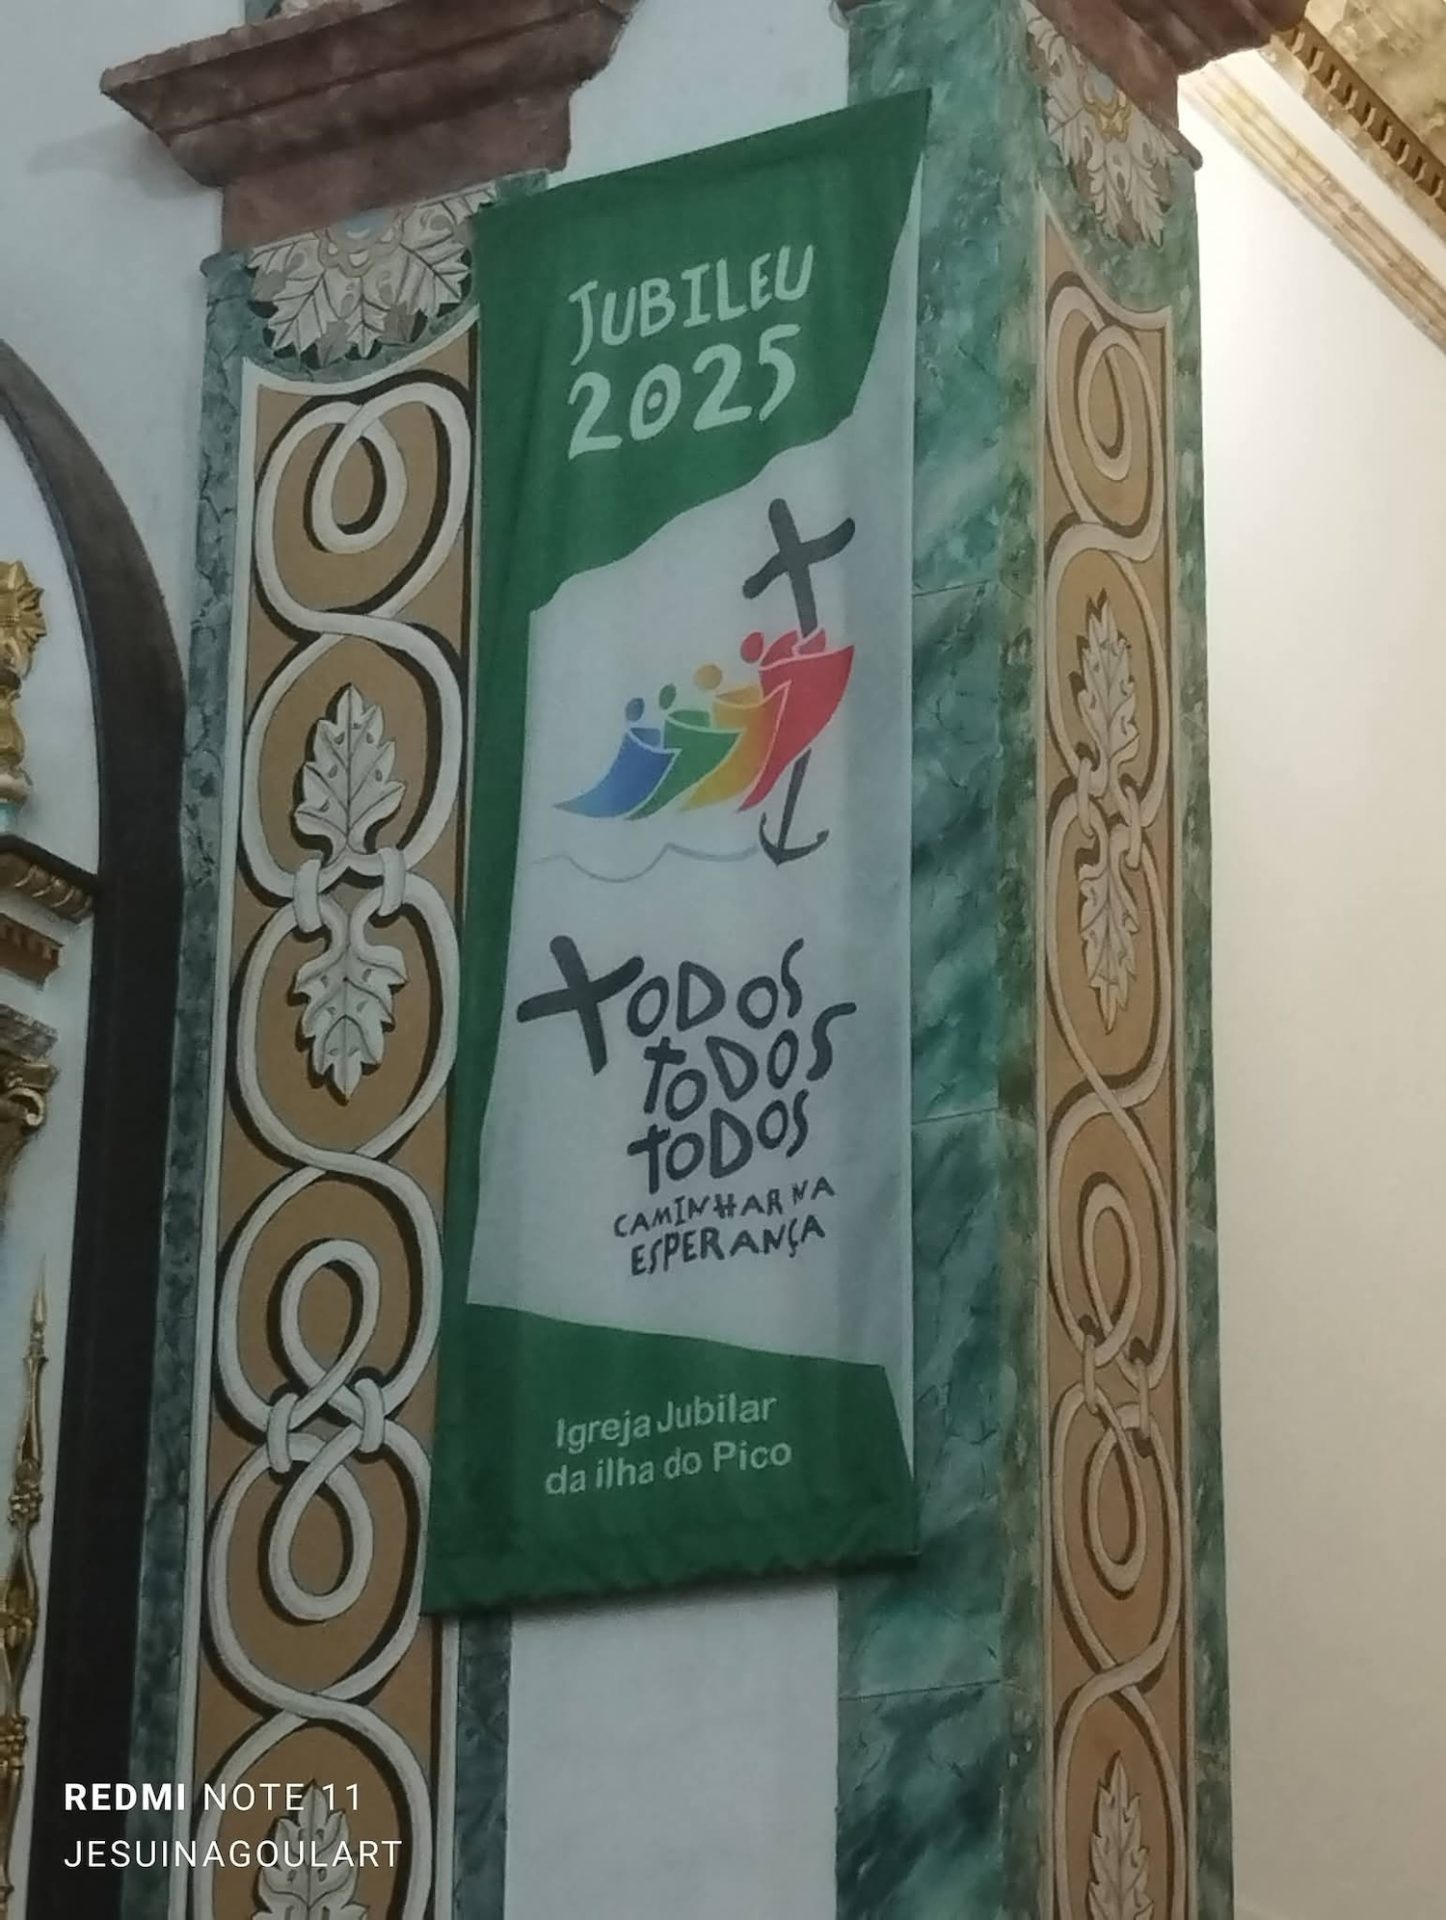 JUBILEU
2025
TODOS
TODOS
TODOS
CAMINHAR NA
ESPERANÇA
Igreja Jubilar
da ilha do Pico
REDMI NOTE 11
JESUINAGOULART